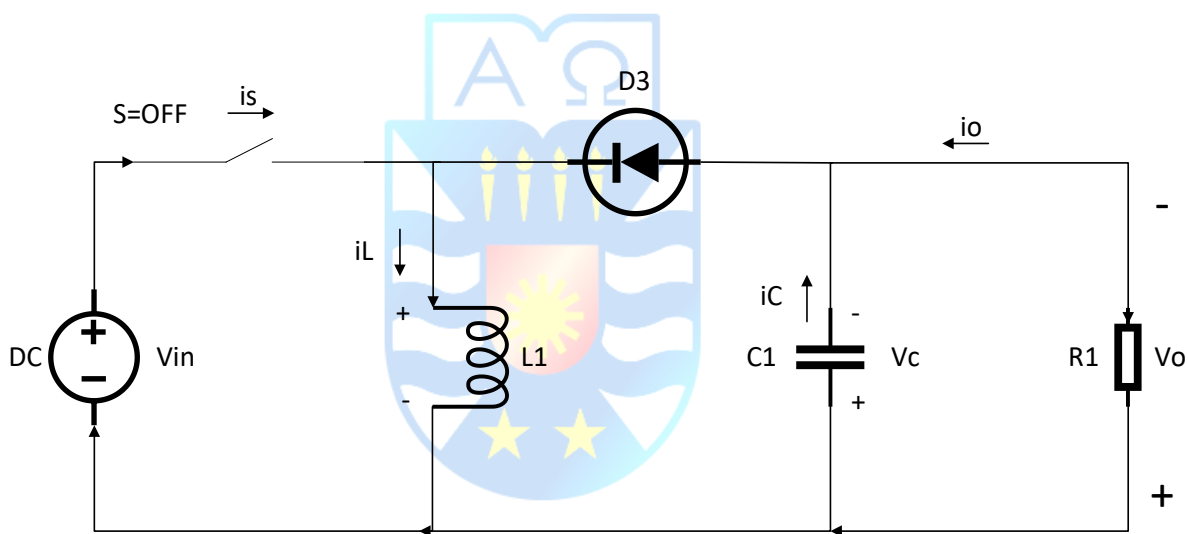 Α Ω
D3
S=OFF
is
io
-
iL
+
iC
-
+
DC
-
Vin
L1
C1
Vc
R1
Vo
-
+
+